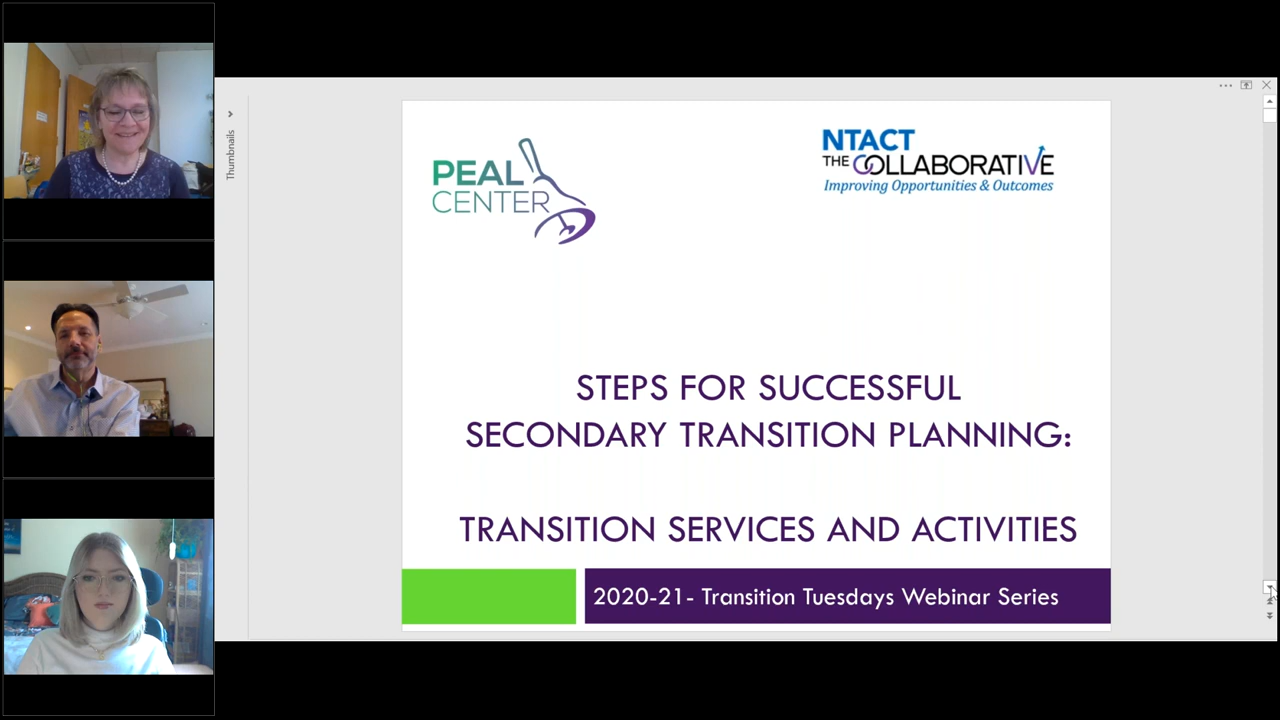 Thumbnails
PEAL
CENTER
NTACT
THE COLLABORATIVE
Improving Opportunities & Outcomes
STEPS FOR SUCCESSFUL
SECONDARY TRANSITION PLANNING:
TRANSITION SERVICES AND ACTIVITIES
2020-21- Transition Tuesdays Webinar Series